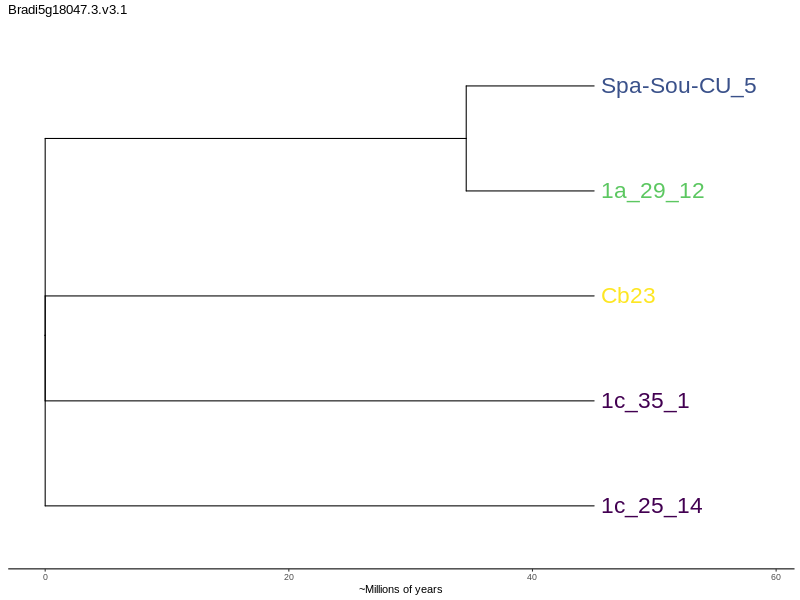 Bradi5g18047.3.v3.1
Spa-Sou-CU_5
1a_29_12
Cb23
1c_35_1
1c_25_14
0 20 40 60
~Millions of years